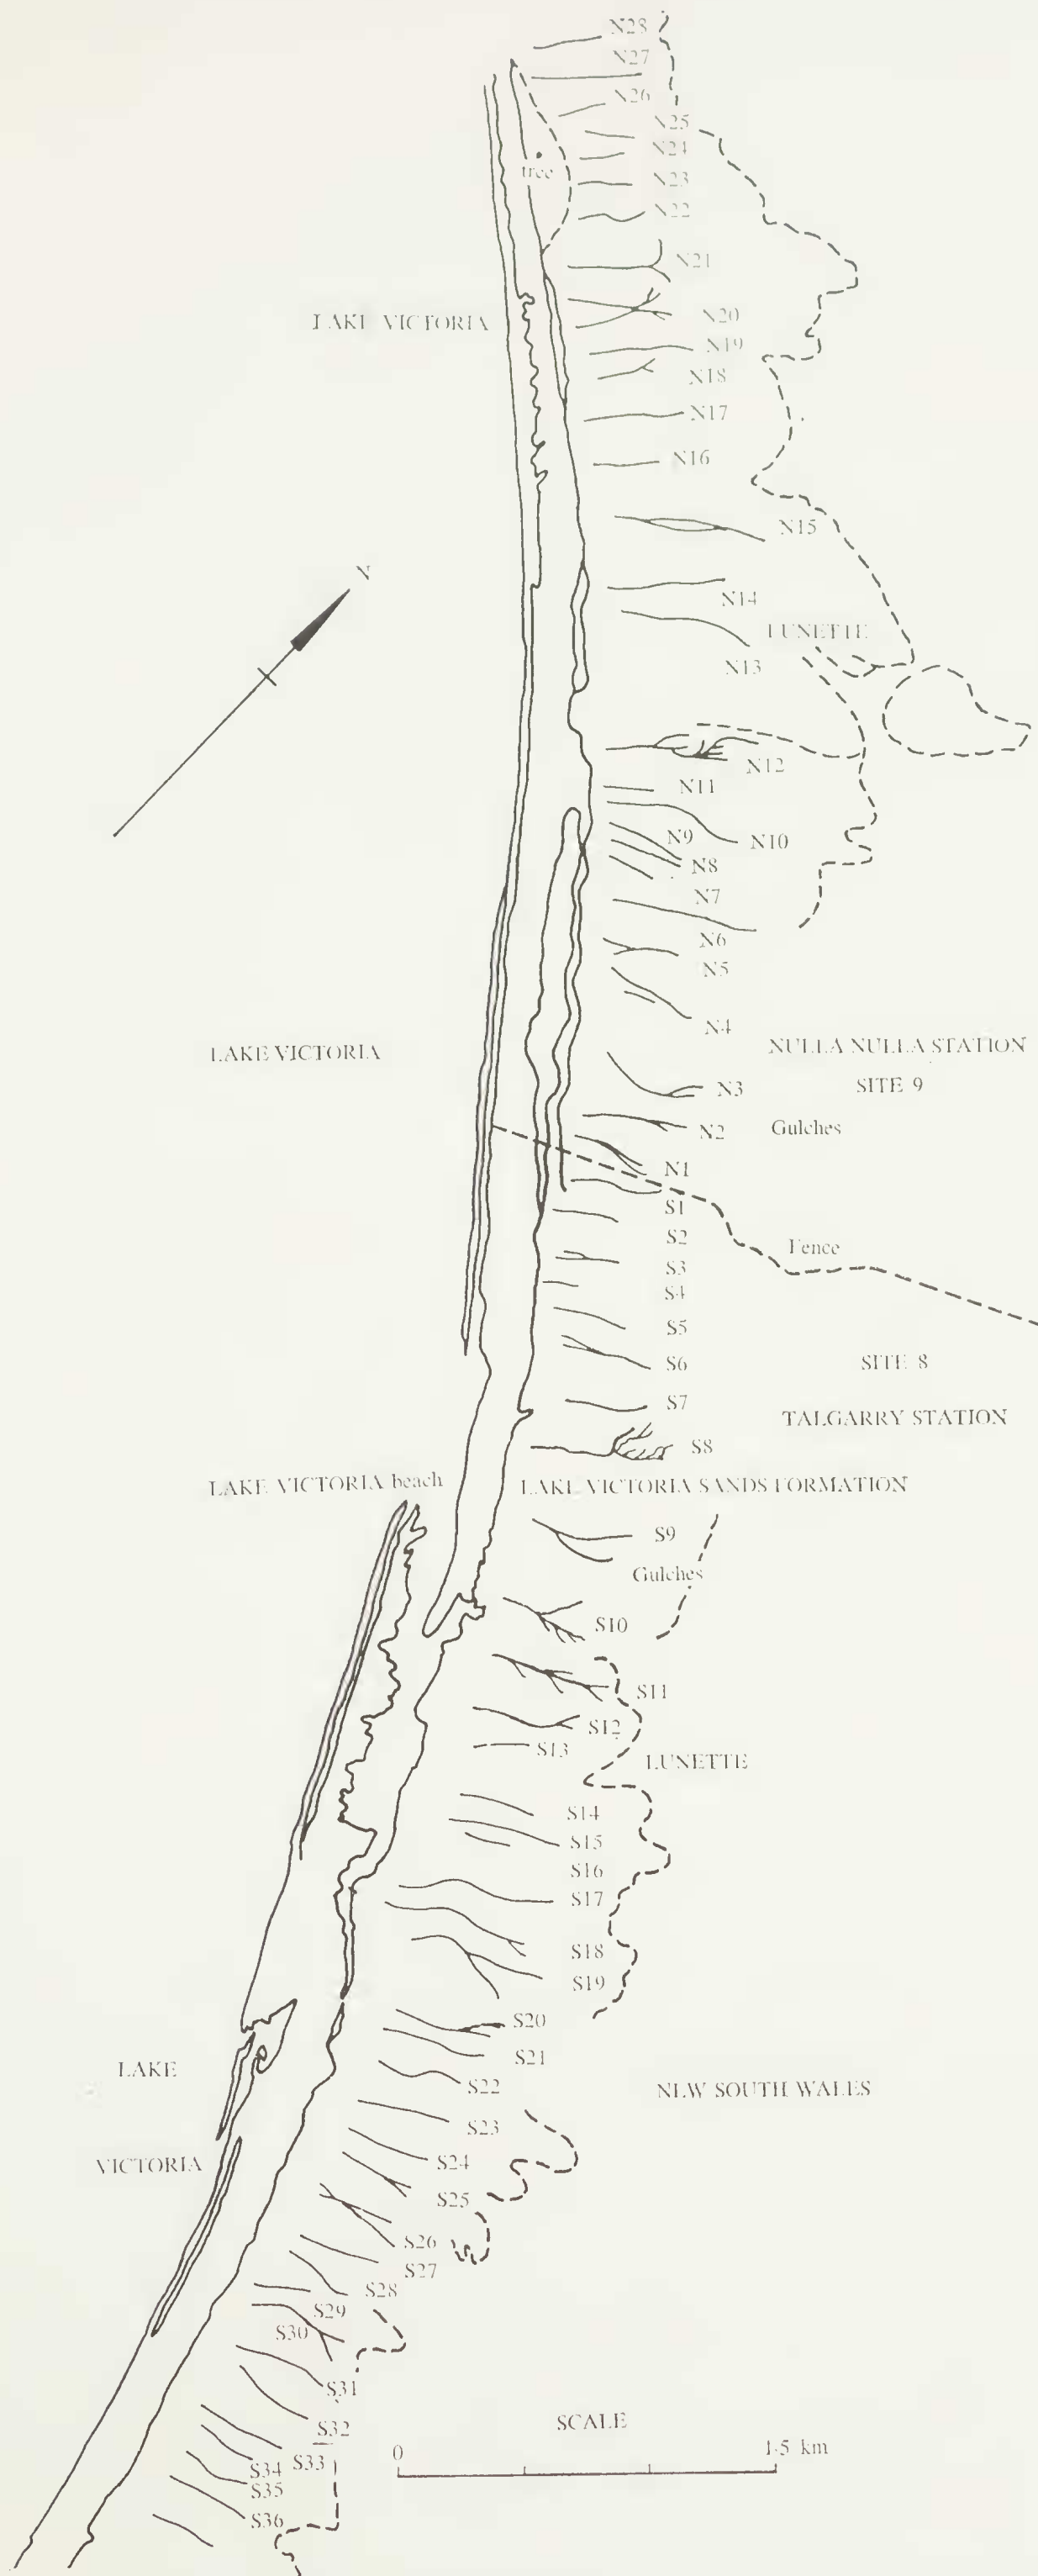 N28
N27
N26
N25
N24
tree
N23
N22
N21
LAKE VICTORIA
N20
N19
N18
N17
N16
N15
N
N14
LUNETTE
N13
N12
N11
N9
N10
N8
N7
N6
N5
N4
LAKE VICTORIA
NULLA NULLA STATION
SITE 9
N3
N2
Gulches
N1
S1
S2
Fence
S3
S4
S5
S6
SITE 8
S7
TALGARRY STATION
S8
LAKE VICTORIA beach
LAKE VICTORIA SANDS FORMATION
S9
Gulches
S10
S11
S12
S13
LUNETTE
S14
S15
S16
S17
S18
S19
S20
S21
LAKE
S22
NEW SOUTH WALES
S23
S24
VICTORIA
S25
S26
S27
S28
S29
S30
S31
SCALE
S32
0 1·5 km
S33
S34
S35
S36